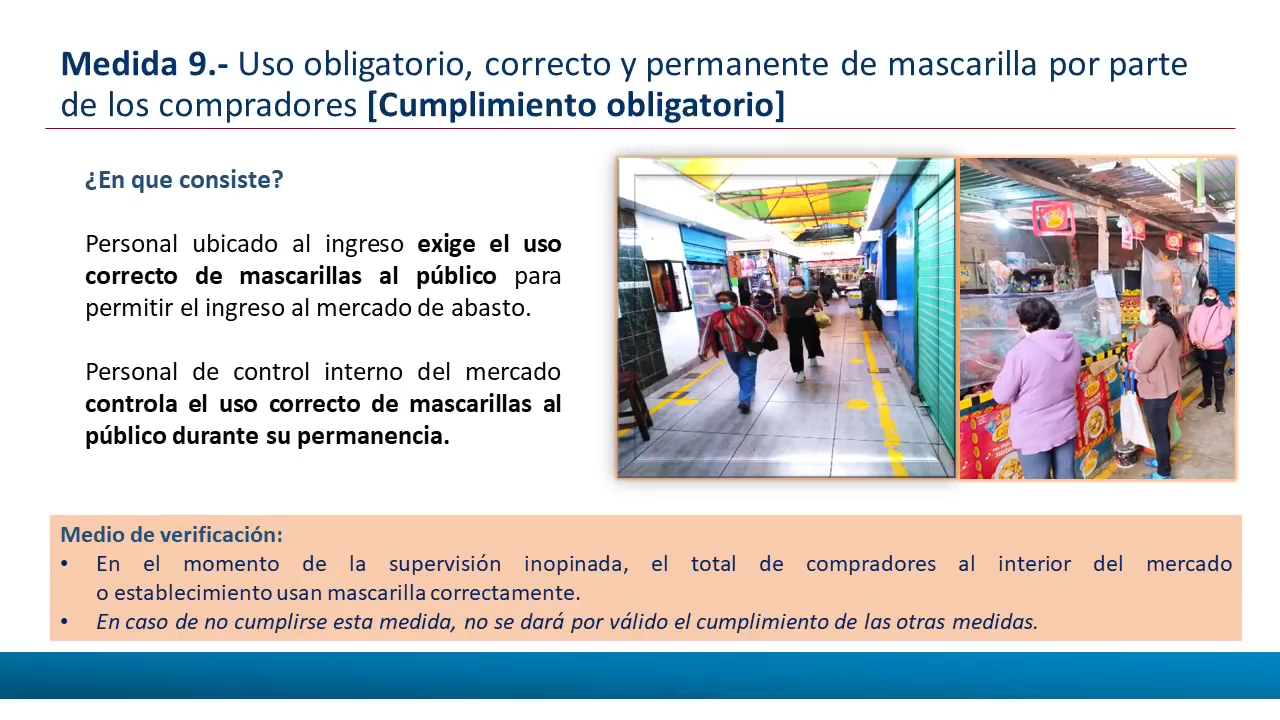 Medida 9.- Uso obligatorio, correcto y permanente de mascarilla por parte
de los compradores [Cumplimiento obligatorio]
¿En que consiste?
Personal ubicado al ingreso exige el uso
correcto de mascarillas al público para
permitir el ingreso al mercado de abasto.
Personal de control interno del mercado
controla el uso correcto de mascarillas al
público durante su permanencia.
Medio de verificación:
• En el momento de la supervisión inopinada, el total de compradores al interior del mercado
o establecimiento usan mascarilla correctamente.
• En caso de no cumplirse esta medida, no se dará por válido el cumplimiento de las otras medidas.